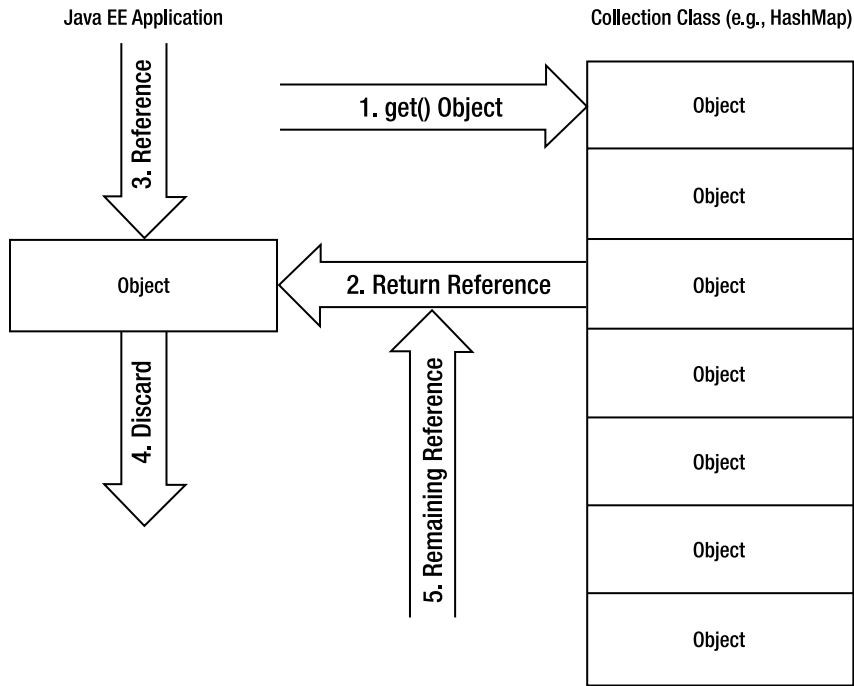 Java EE Application
Collection Class (e.g., HashMap)
1. get() Object
3. Reference
Object
Object
Object
2. Return Reference
Object
Object
4. Discard
5. Remaining Reference
Object
Object
Object